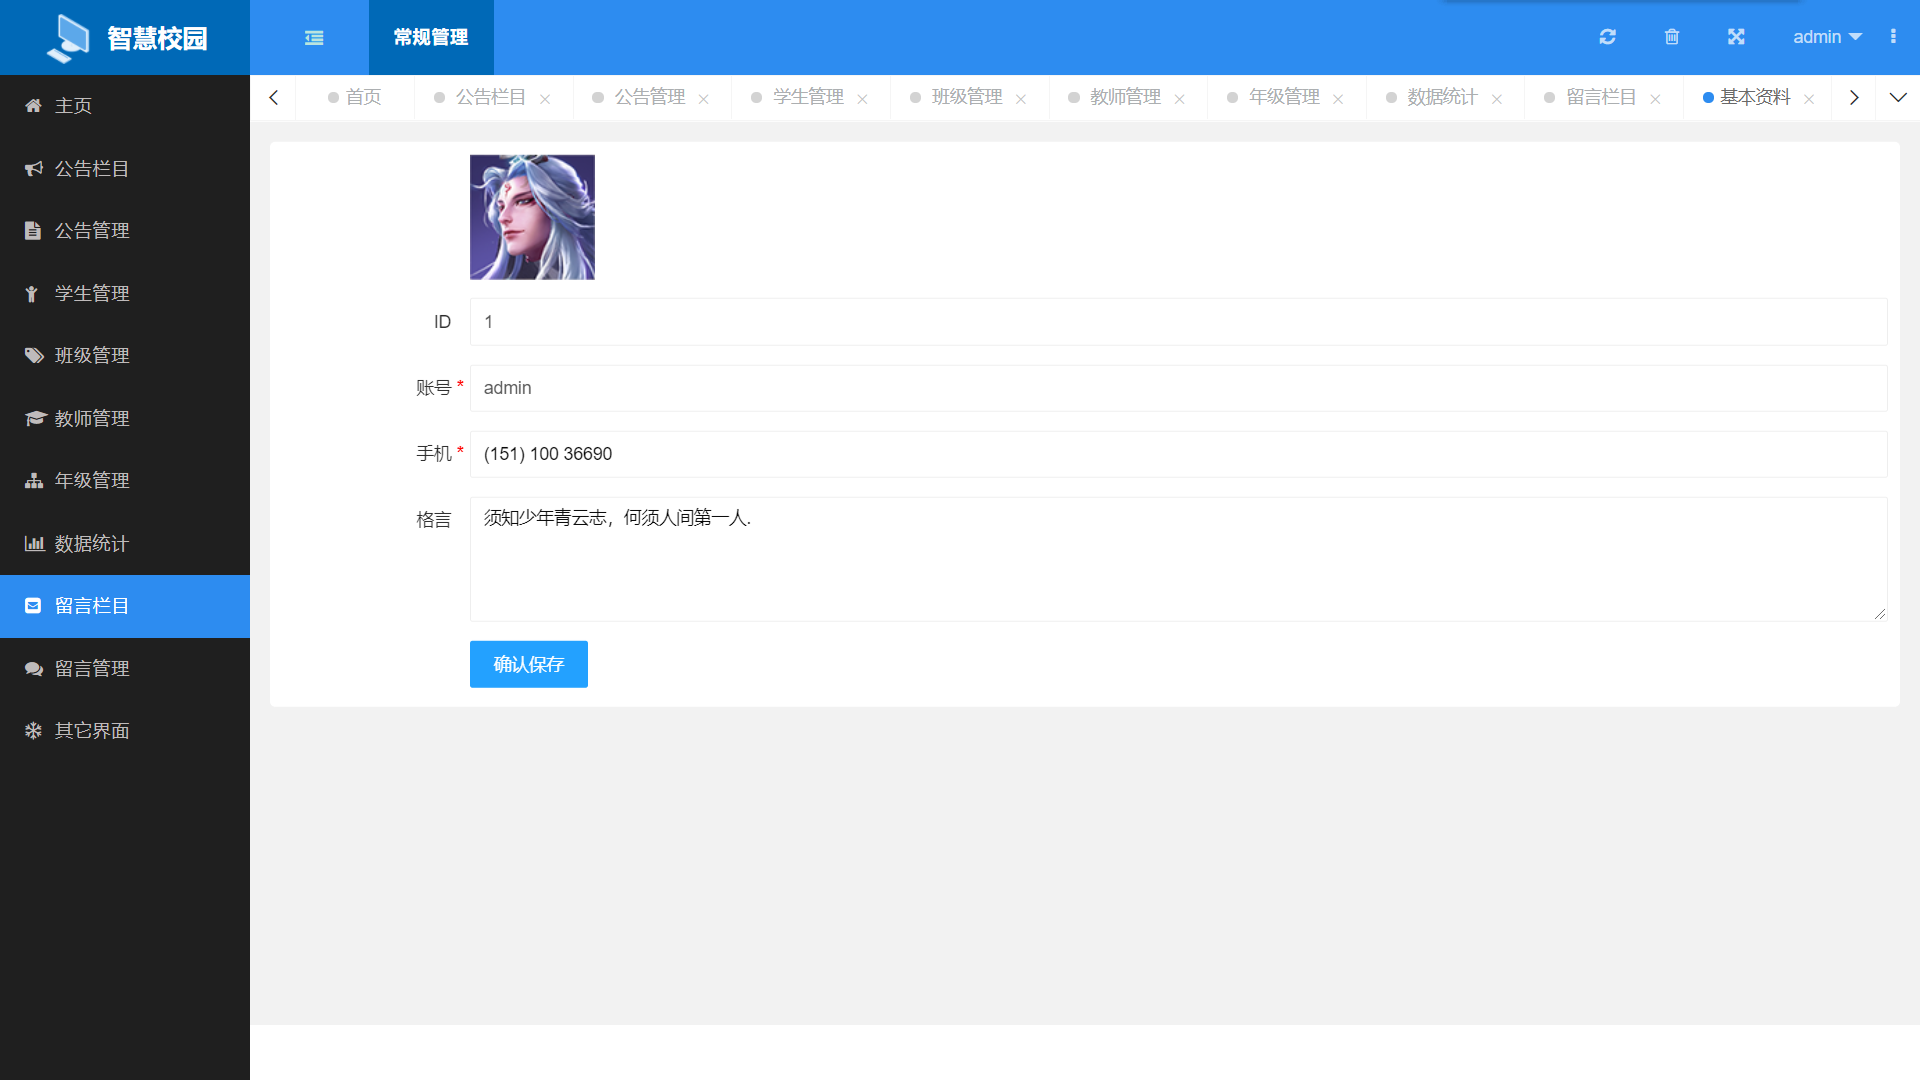 智慧校园
常规管理
admin
首页
公告栏目
公告管理
学生管理
班级管理
教师管理
年级管理
数据统计
留言栏目
基本资料
主页
公告栏目
公告管理
学生管理
班级管理
教师管理
年级管理
数据统计
留言栏目
留言管理
其它界面
ID 1
账号* admin
手机* (151) 100 36690
格言 须知少年青云志，何须人间第一人.
确认保存